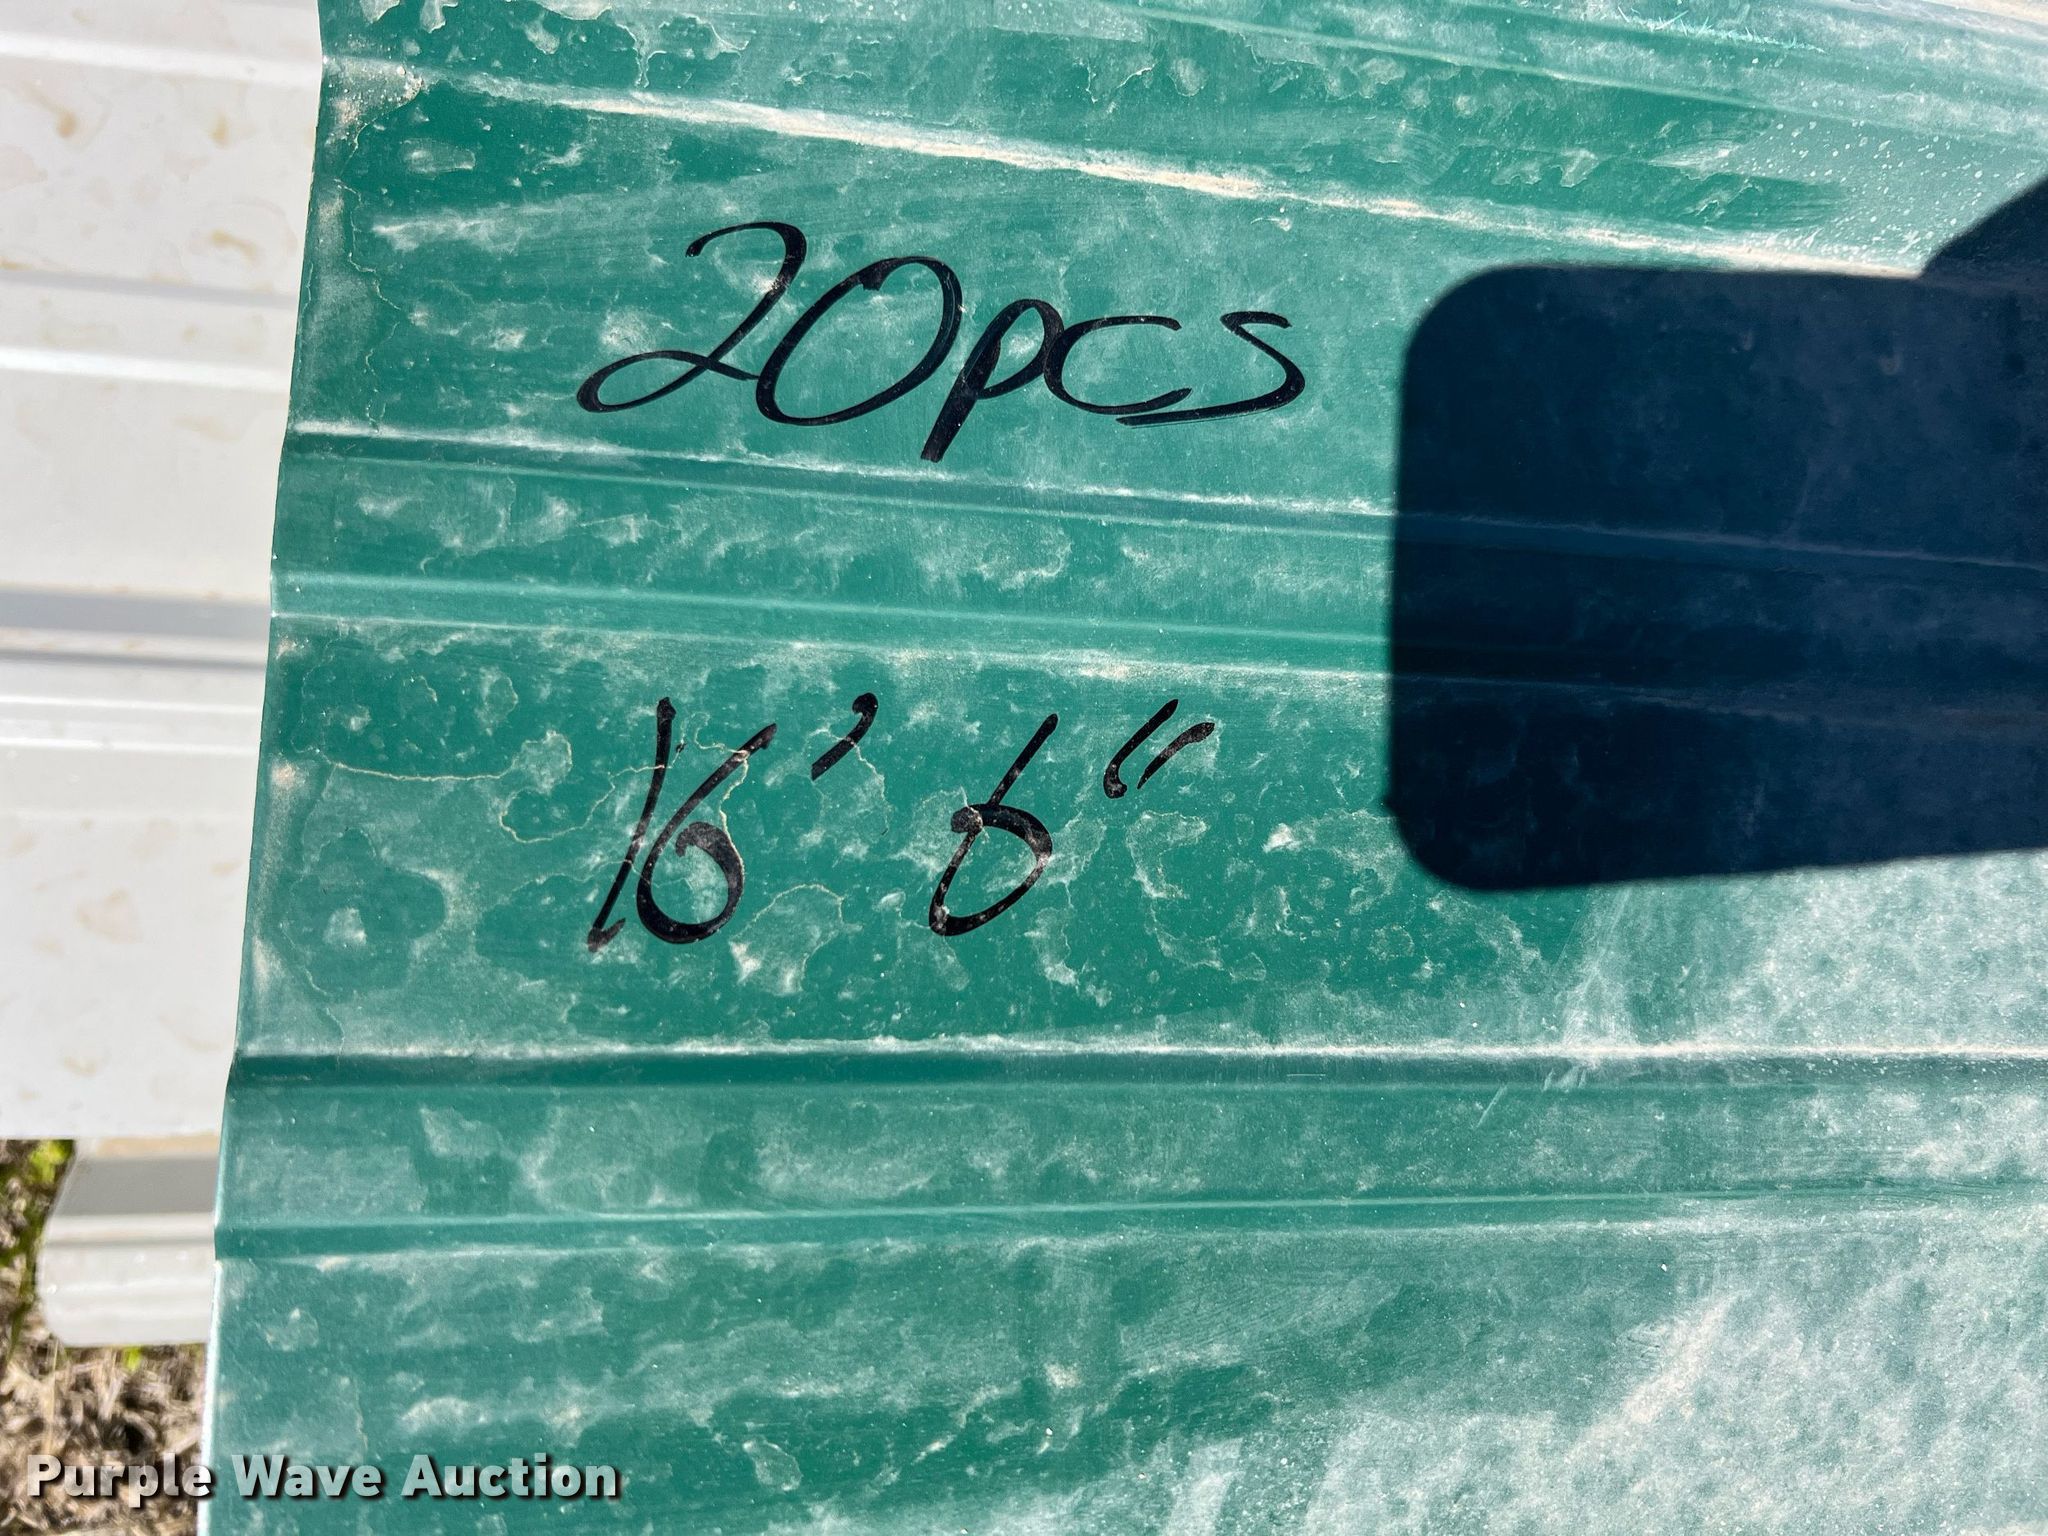 20pcs
16' 6"
Purple Wave Auction